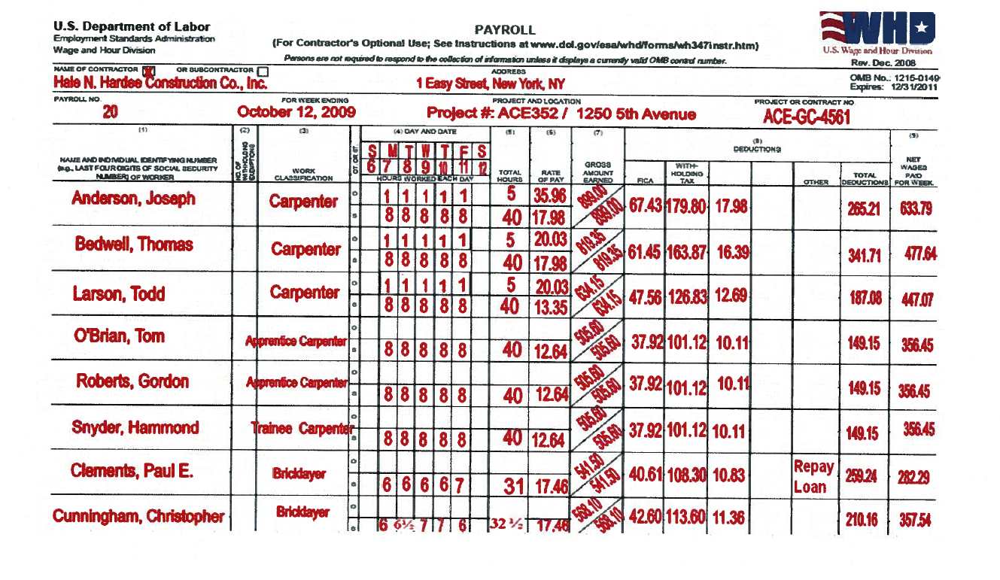 U.S. Department of Labor
Employment Standards Administration
Wage and Hour Division
PAYROLL
(For Contractor's Optional Use; See Instructions at www.dol.gov/esa/whd/forms/wh347instr.htm)
Persons are not required to respond to the collection of information unless it displays a currently valid OMB control number.
WHD
U.S. Wage and Hour Division
Rev. Dec. 2008
NAME OF CONTRACTOR OR SUBCONTRACTOR
Hale N. Hardee Construction Co., Inc.
ADDRESS
1 Easy Street, New York, NY
OMB No.: 1215-0149
Expires: 12/31/2011
PAYROLL NO.
20
FOR WEEK ENDING
October 12, 2009
PROJECT AND LOCATION
Project #: ACE352 / 1250 5th Avenue
PROJECT OR CONTRACT NO.
ACE-GC-4561
(1) (2) (3) (4) DAY AND DATE (5) (6) (7) (8) (9)
NAME AND INDIVIDUAL IDENTIFYING NUMBER
(e.g., LAST FOUR DIGITS OF SOCIAL SECURITY
NUMBER) OF WORKER
NO. OF
WITHHOLDING
EXEMPTIONS
WORK
CLASSIFICATION
OT. OR ST.
S M T W T F S
6 7 8 9 10 11 12
HOURS WORKED EACH DAY
TOTAL
HOURS
RATE
OF PAY
GROSS
AMOUNT
EARNED
DEDUCTIONS
FICA
WITH-
HOLDING
TAX
OTHER
TOTAL
DEDUCTIONS
NET
WAGES
PAID
FOR WEEK
Anderson, Joseph Carpenter o 1 1 1 1 1 5 35.96 899.00 67.43 179.80 17.98 265.21 633.79
s 8 8 8 8 8 40 17.98 899.00
Bedwell, Thomas Carpenter o 1 1 1 1 1 5 20.03 819.35 61.45 163.87 16.39 341.71 477.64
s 8 8 8 8 8 40 17.98 819.35
Larson, Todd Carpenter o 1 1 1 1 1 5 20.03 634.15 47.56 126.83 12.69 187.08 447.07
s 8 8 8 8 8 40 13.35 634.15
O'Brian, Tom Apprentice Carpenter o 505.60 37.92 101.12 10.11 149.15 356.45
s 8 8 8 8 8 40 12.64 505.60
Roberts, Gordon Apprentice Carpenter o 505.60 37.92 101.12 10.11 149.15 356.45
s 8 8 8 8 8 40 12.64 505.60
Snyder, Hammond Trainee Carpenter o 505.60 37.92 101.12 10.11 149.15 356.45
s 8 8 8 8 8 40 12.64 505.60
Clements, Paul E. Bricklayer o 541.50 40.61 108.30 10.83 Repay 259.24 282.29
s 6 6 6 6 7 31 17.46 541.50 Loan
Cunningham, Christopher Bricklayer o 568.10 42.60 113.60 11.36 210.16 357.54
s 6 6½ 7 7 6 32 ½ 17.46 568.10